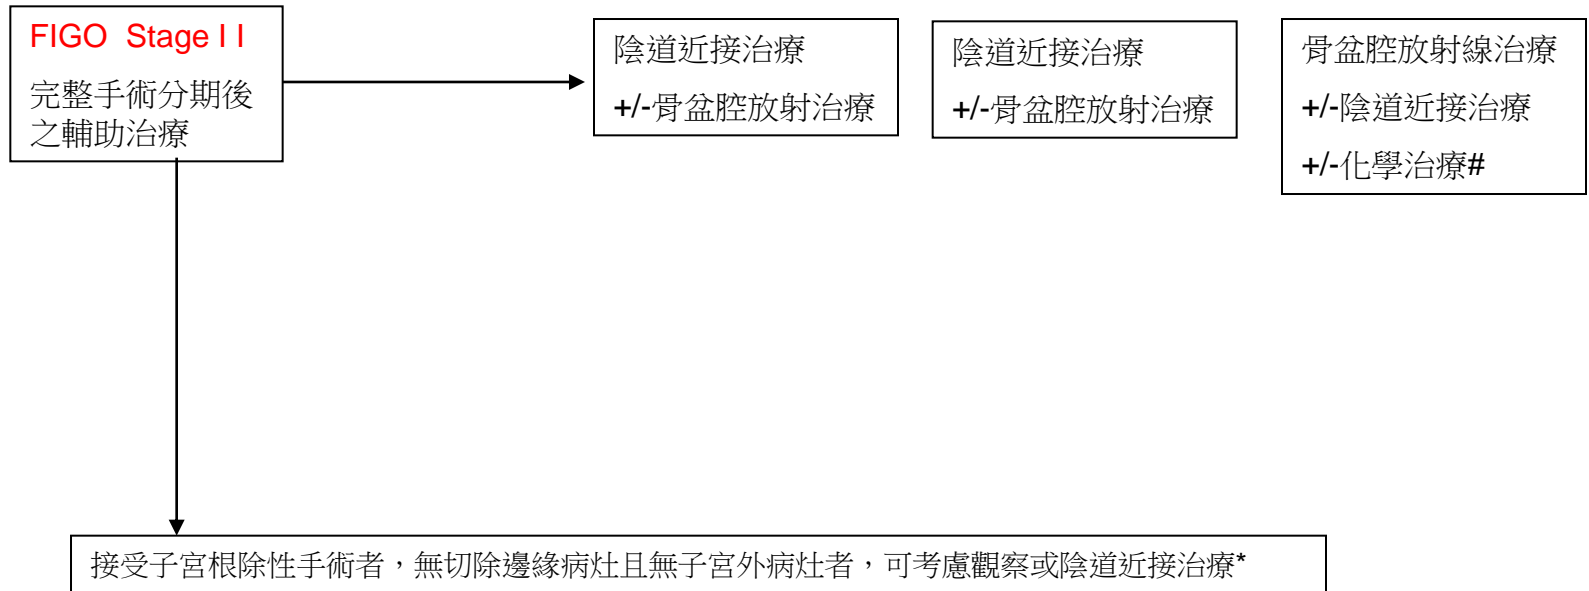 FIGO Stage I I
完整手術分期後
之輔助治療
陰道近接治療
+/-骨盆腔放射治療
陰道近接治療
+/-骨盆腔放射治療
骨盆腔放射線治療
+/-陰道近接治療
+/-化學治療#
接受子宮根除性手術者，無切除邊緣病灶且無子宮外病灶者，可考慮觀察或陰道近接治療*